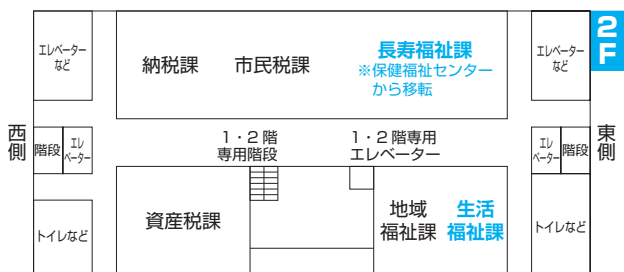 2F
エレベーター
など
納税課
市民税課
長寿福祉課
※保健福祉センター
から移転
エレベーター
など
西側
階段
エレ
ベーター
1・2階
専用階段
1・2階専用
エレベーター
エレ
ベーター
階段
東側
トイレなど
資産税課
地域
福祉課
生活
福祉課
トイレなど